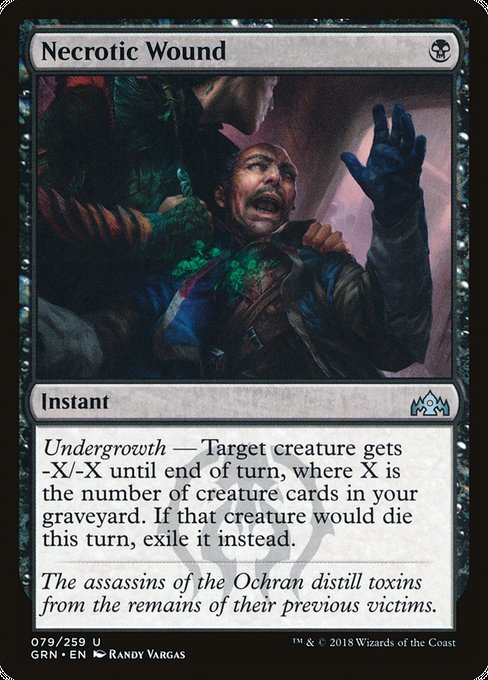 Necrotic Wound
Instant
Undergrowth — Target creature gets
-X/-X until end of turn, where X is
the number of creature cards in your
graveyard. If that creature would die
this turn, exile it instead.
The assassins of the Ochran distill toxins
from the remains of their previous victims.
079/259 U
GRN • EN Randy Vargas
™ & © 2018 Wizards of the Coast